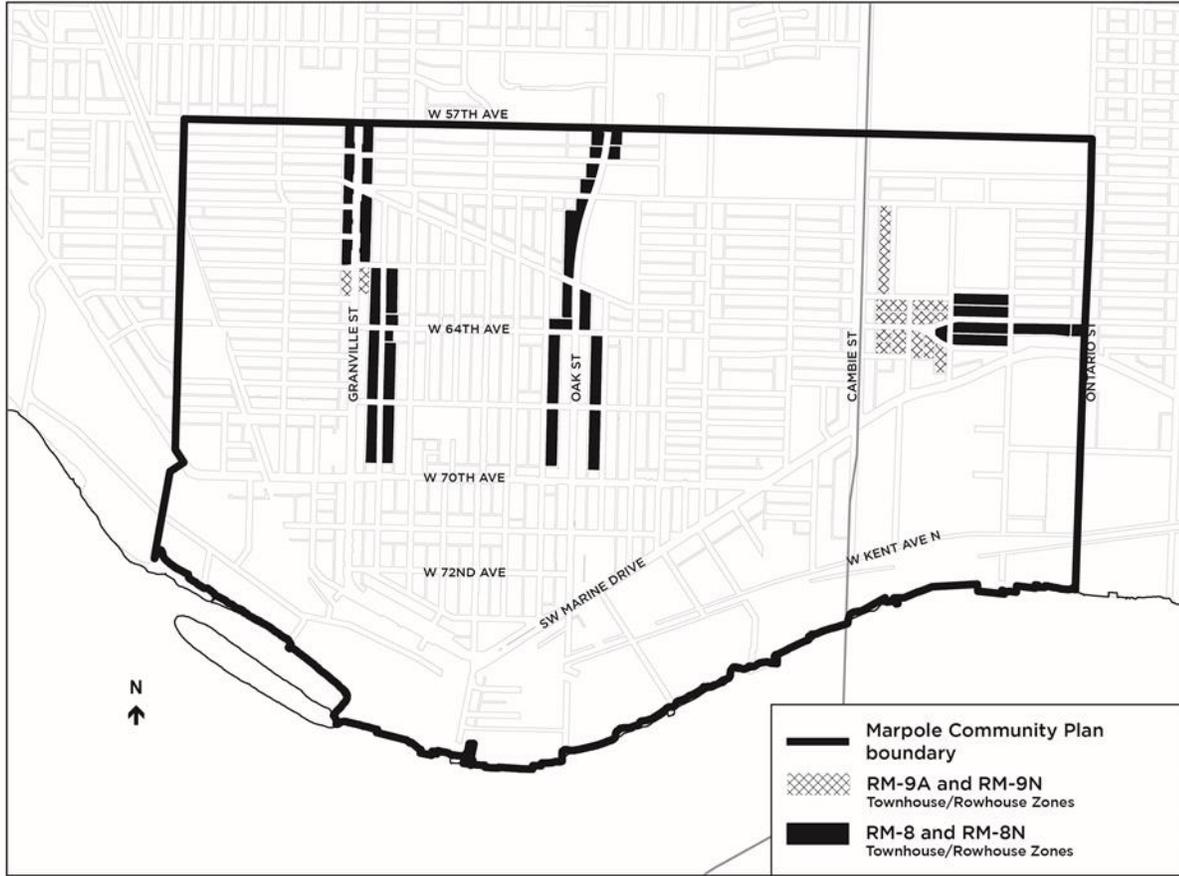 W 57TH AVE
GRANVILLE ST
W 64TH AVE
OAK ST
CAMBIE ST
ONTARIO ST
W 70TH AVE
W 72ND AVE
SW MARINE DRIVE
W KENT AVE N
N
Marpole Community Plan
boundary
RM-9A and RM-9N
Townhouse/Rowhouse Zones
RM-8 and RM-8N
Townhouse/Rowhouse Zones